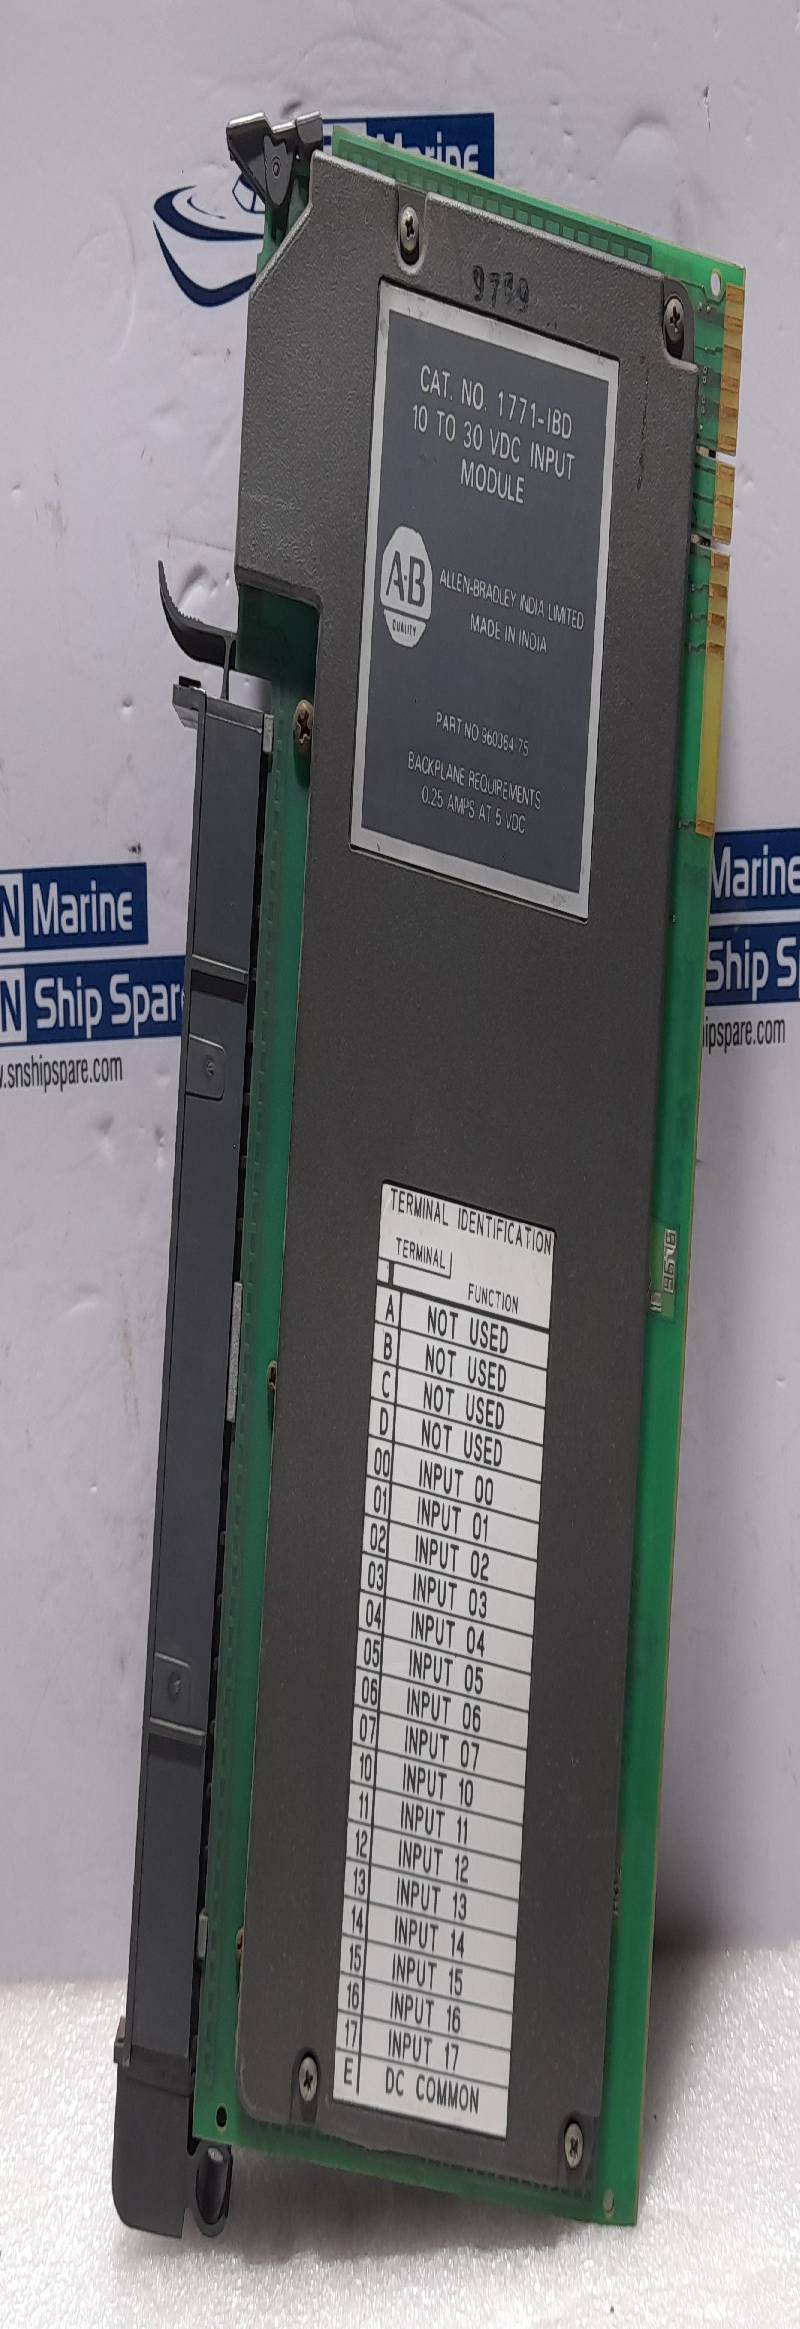 Marine
9759
CAT. NO. 1771-IBD
10 TO 30 VDC INPUT
MODULE
A·B
QUALITY
ALLEN-BRADLEY INDIA LIMITED
MADE IN INDIA
PART NO 960364-75
BACKPLANE REQUIREMENTS
0.25 AMPS AT 5 VDC
N Marine
N Ship Spare
w.snshipspare.com
Marine
Ship S
ipspare.com
TERMINAL IDENTIFICATION
TERMINAL
FUNCTION
A NOT USED
B NOT USED
C NOT USED
D NOT USED
00 INPUT 00
01 INPUT 01
02 INPUT 02
03 INPUT 03
04 INPUT 04
05 INPUT 05
06 INPUT 06
07 INPUT 07
10 INPUT 10
11 INPUT 11
12 INPUT 12
13 INPUT 13
14 INPUT 14
15 INPUT 15
16 INPUT 16
17 INPUT 17
E DC COMMON